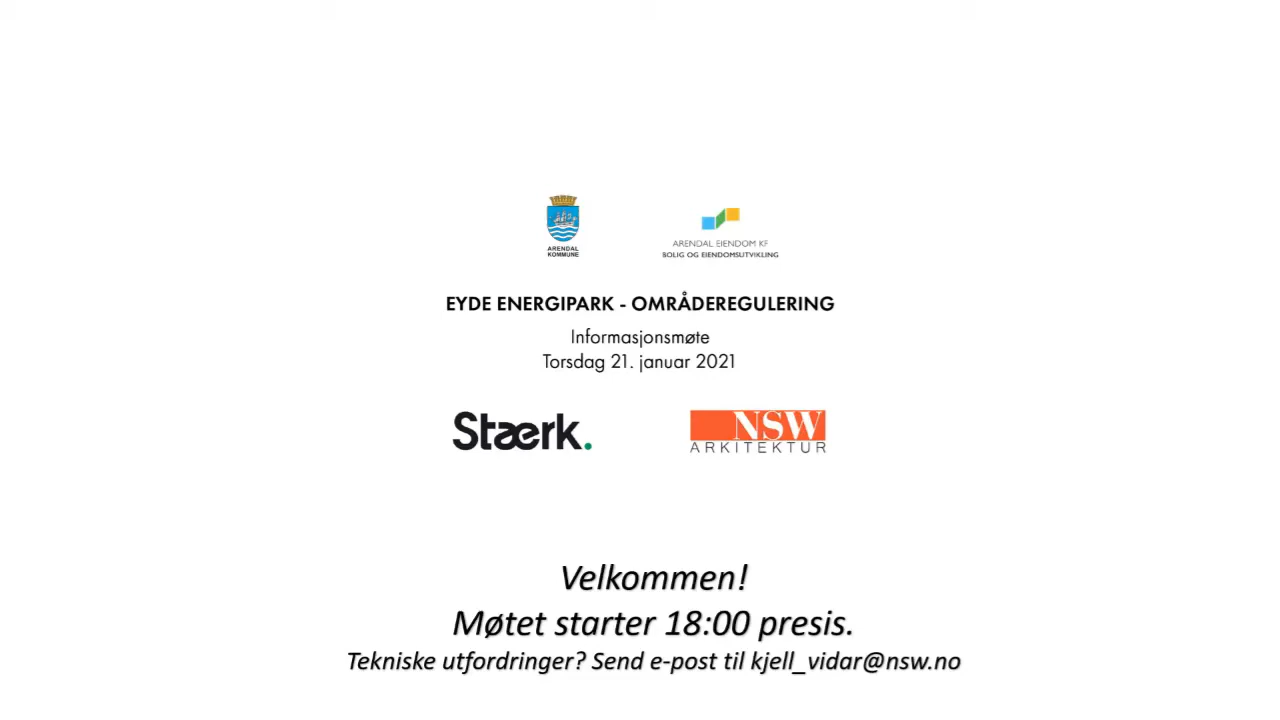 ARENDAL
KOMMUNE
ARENDAL EIENDOM KF
BOLIG OG EIENDOMSUTVIKLING
EYDE ENERGIPARK - OMRÅDEREGULERING
Informasjonsmøte
Torsdag 21. januar 2021
Stærk.
NSW
ARKITEKTUR
Velkommen!
Møtet starter 18:00 presis.
Tekniske utfordringer? Send e-post til kjell_vidar@nsw.no